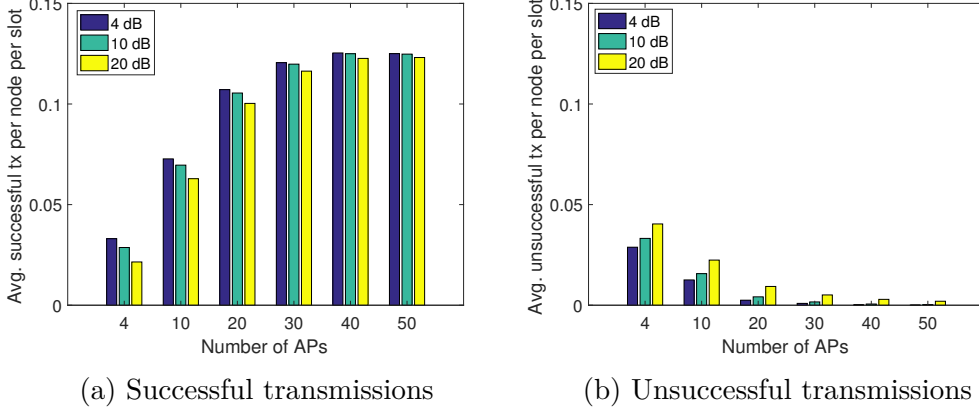 Avg. successful tx per node per slot
0.15
0.1
0.05
0
4 dB
10 dB
20 dB
4 10 20 30 40 50
Number of APs
(a) Successful transmissions
Avg. unsuccessful tx per node per slot
0.15
0.1
0.05
0
4 dB
10 dB
20 dB
4 10 20 30 40 50
Number of APs
(b) Unsuccessful transmissions